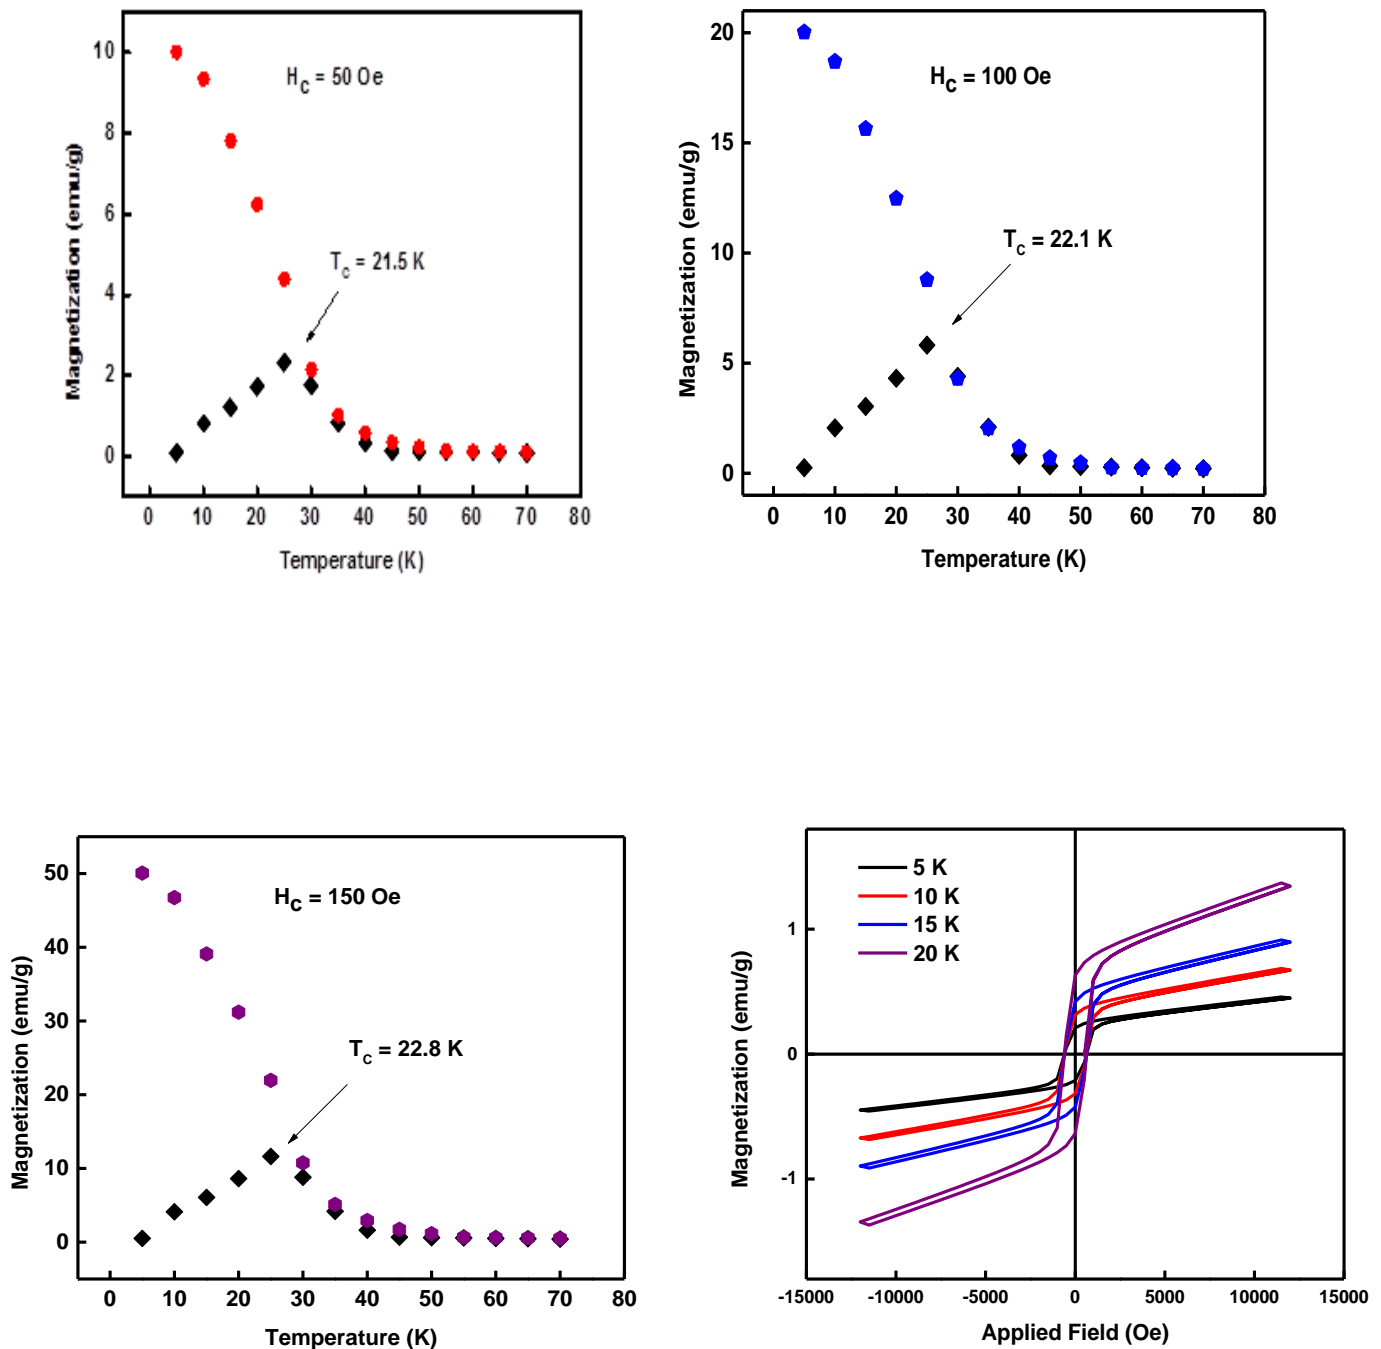 H_C = 50 Oe
T_C = 21.5 K
10
8
6
4
2
0
Magnetization (emu/g)
0 10 20 30 40 50 60 70 80
Temperature (K)
H_C = 100 Oe
T_C = 22.1 K
20
15
10
5
0
Magnetization (emu/g)
0 10 20 30 40 50 60 70 80
Temperature (K)
H_C = 150 Oe
T_C = 22.8 K
50
40
30
20
10
0
Magnetization (emu/g)
0 10 20 30 40 50 60 70 80
Temperature (K)
5 K
10 K
15 K
20 K
1
0
-1
Magnetization (emu/g)
-15000 -10000 -5000 0 5000 10000 15000
Applied Field (Oe)